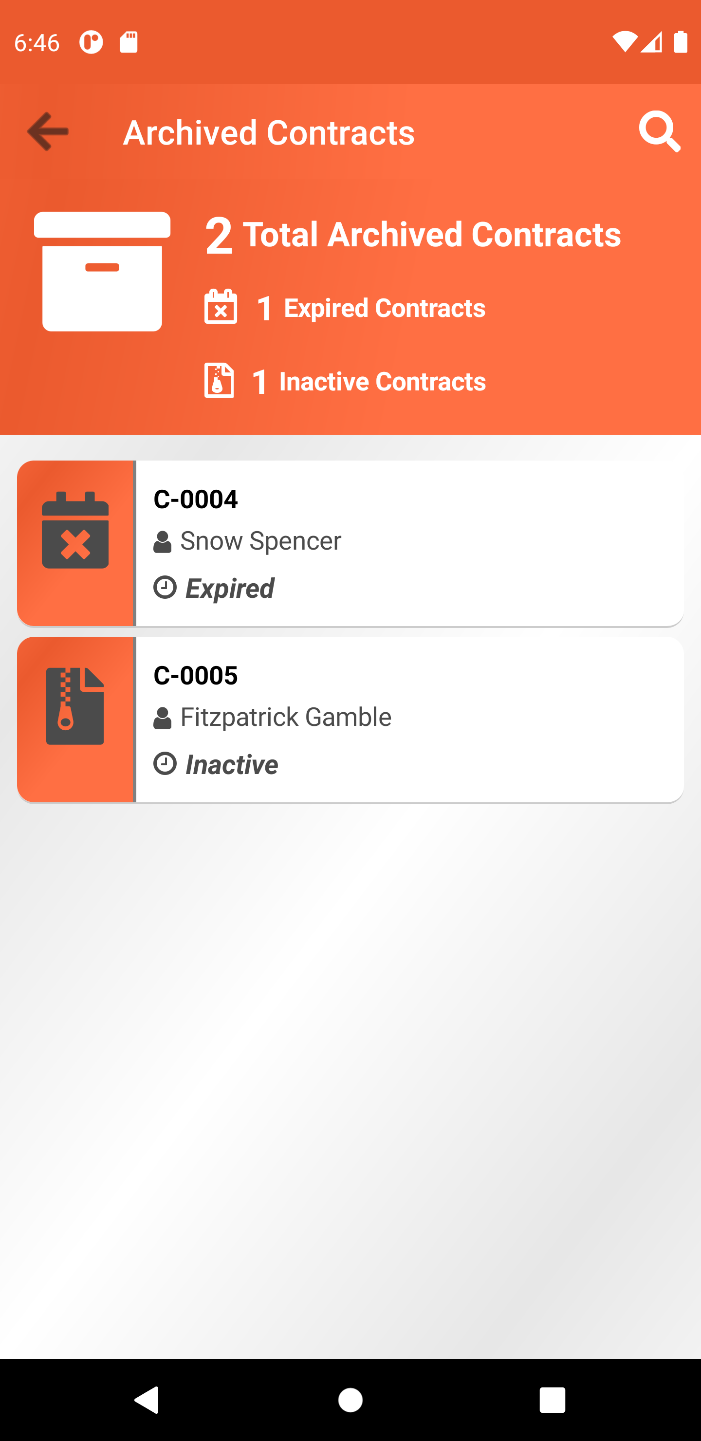 6:46
Archived Contracts
2 Total Archived Contracts
1 Expired Contracts
1 Inactive Contracts
C-0004
Snow Spencer
Expired
C-0005
Fitzpatrick Gamble
Inactive